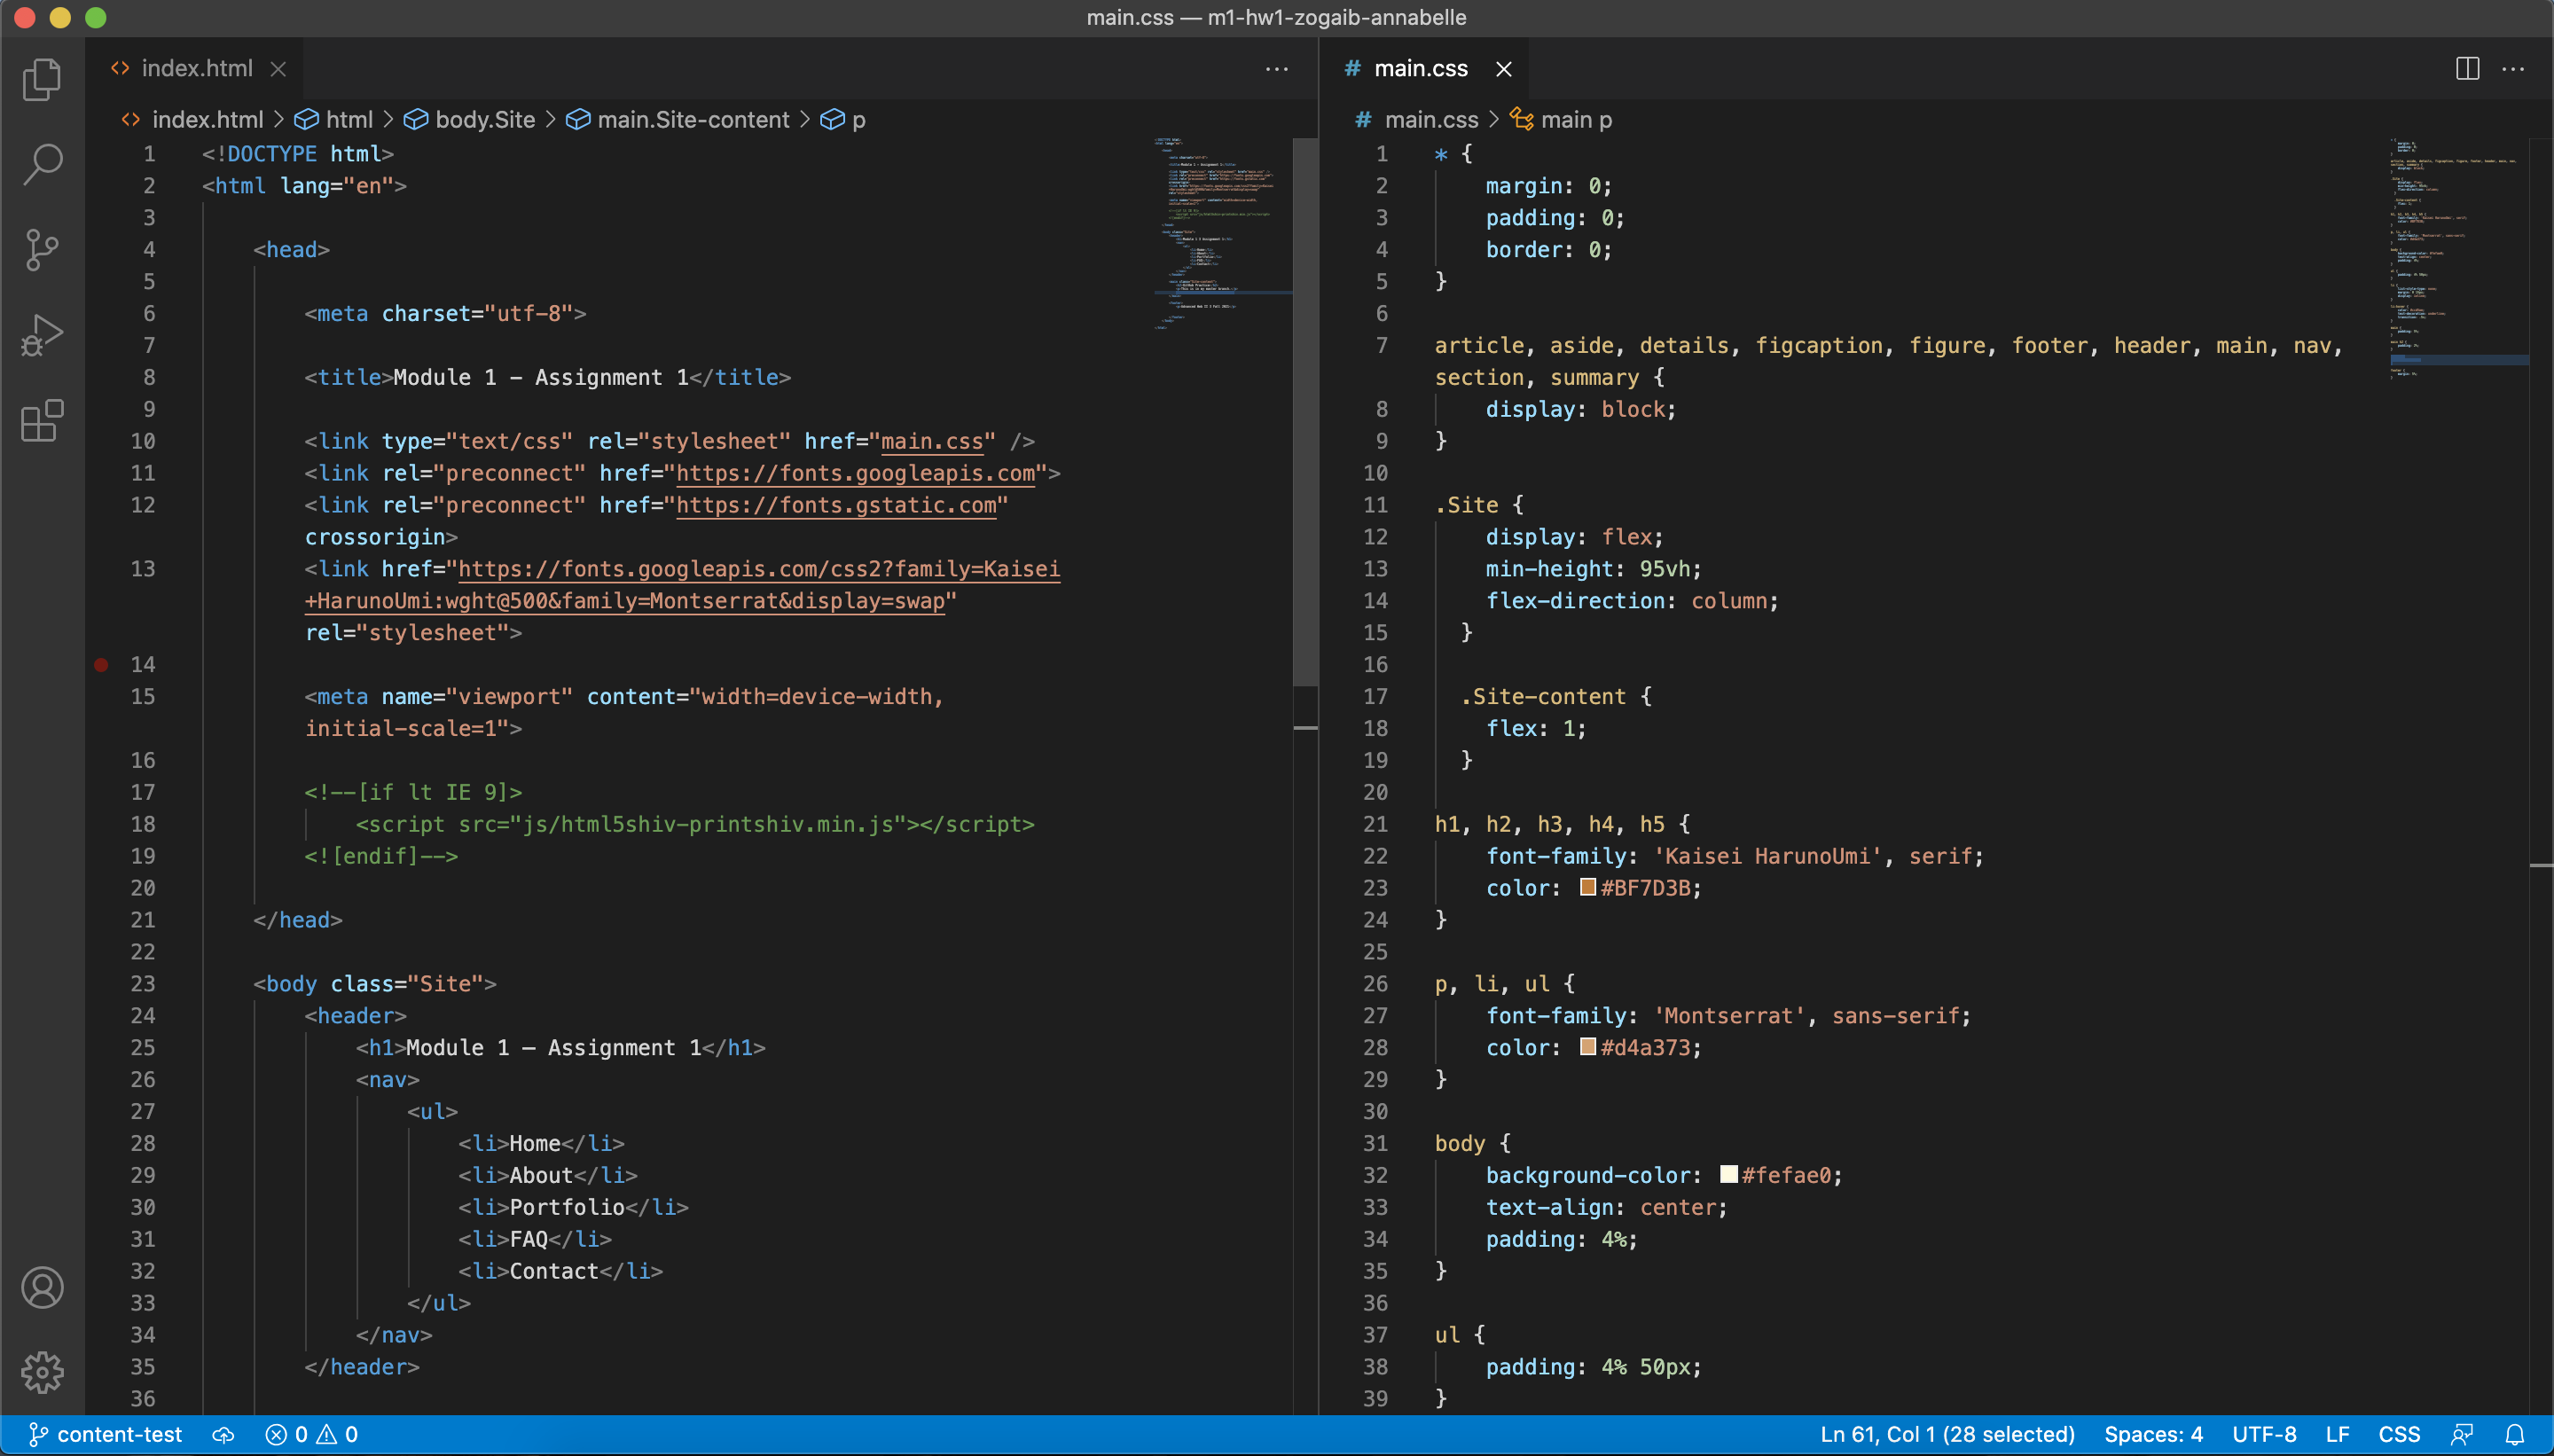 main.css — m1-hw1-zogaib-annabelle
index.html
main.css
index.html > html > body.Site > main.Site-content > p
main.css > main p
1 <!DOCTYPE html>
2 <html lang="en">
3
4 <head>
5
6 <meta charset="utf-8">
7
8 <title>Module 1 – Assignment 1</title>
9
10 <link type="text/css" rel="stylesheet" href="main.css" />
11 <link rel="preconnect" href="https://fonts.googleapis.com">
12 <link rel="preconnect" href="https://fonts.gstatic.com"
crossorigin>
13 <link href="https://fonts.googleapis.com/css2?family=Kaisei
+HarunoUmi:wght@500&family=Montserrat&display=swap"
rel="stylesheet">
14
15 <meta name="viewport" content="width=device-width,
initial-scale=1">
16
17 <!--[if lt IE 9]>
18 <script src="js/html5shiv-printshiv.min.js"></script>
19 <![endif]-->
20
21 </head>
22
23 <body class="Site">
24 <header>
25 <h1>Module 1 – Assignment 1</h1>
26 <nav>
27 <ul>
28 <li>Home</li>
29 <li>About</li>
30 <li>Portfolio</li>
31 <li>FAQ</li>
32 <li>Contact</li>
33 </ul>
34 </nav>
35 </header>
36
1 * {
2 margin: 0;
3 padding: 0;
4 border: 0;
5 }
6
7 article, aside, details, figcaption, figure, footer, header, main, nav,
section, summary {
8 display: block;
9 }
10
11 .Site {
12 display: flex;
13 min-height: 95vh;
14 flex-direction: column;
15 }
16
17 .Site-content {
18 flex: 1;
19 }
20
21 h1, h2, h3, h4, h5 {
22 font-family: 'Kaisei HarunoUmi', serif;
23 color: #BF7D3B;
24 }
25
26 p, li, ul {
27 font-family: 'Montserrat', sans-serif;
28 color: #d4a373;
29 }
30
31 body {
32 background-color: #fefae0;
33 text-align: center;
34 padding: 4%;
35 }
36
37 ul {
38 padding: 4% 50px;
39 }
content-test 0 0 Ln 61, Col 1 (28 selected) Spaces: 4 UTF-8 LF CSS